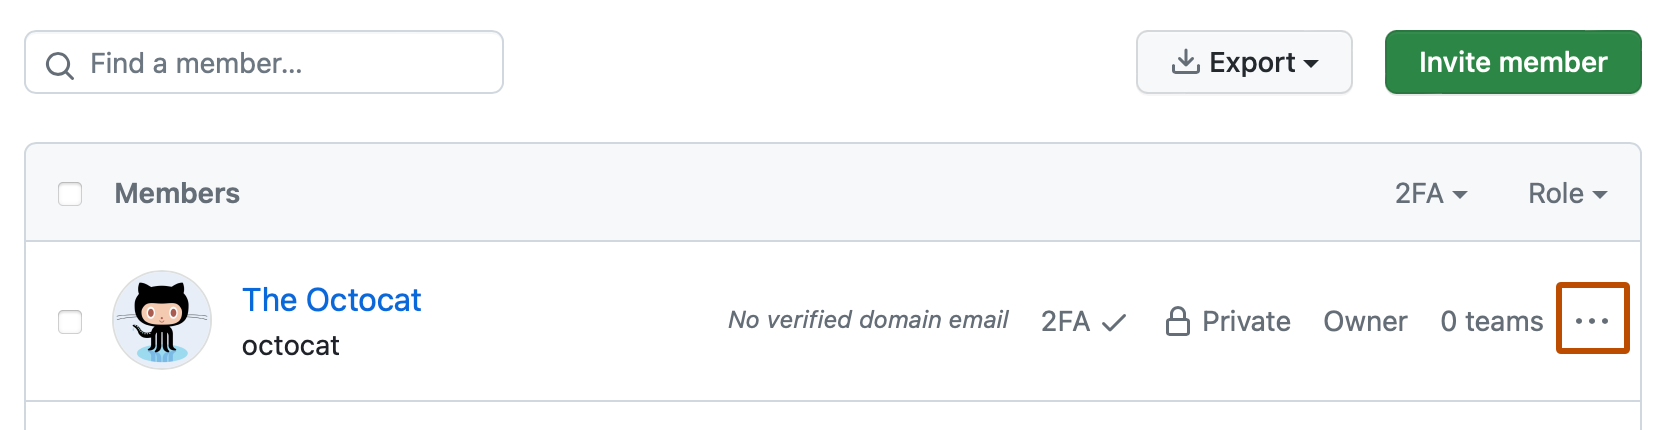 Find a member...
Export
Invite member
Members
2FA
Role
The Octocat
octocat
No verified domain email
2FA
Private
Owner
0 teams